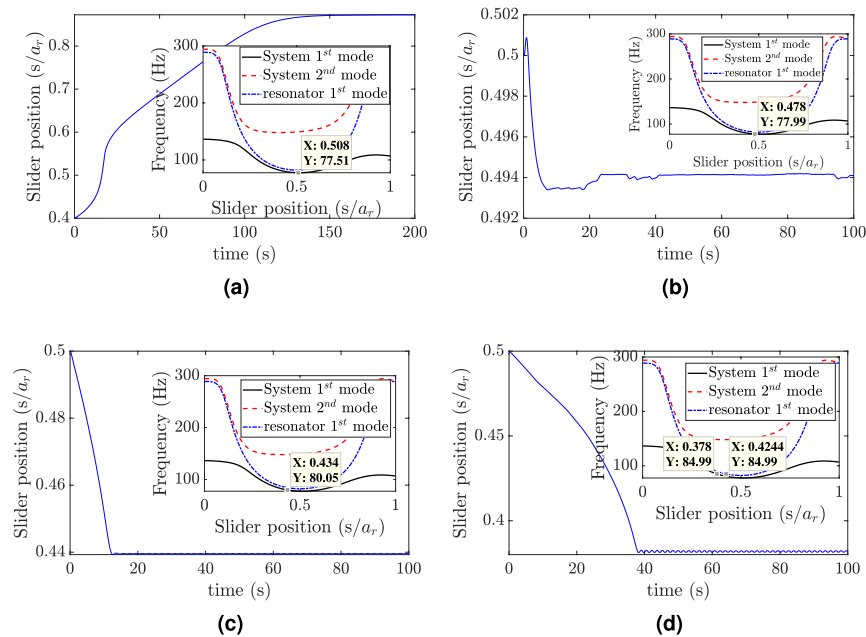 Slider position (s/a_r)
0.8
0.7
0.6
0.5
0.4
0 50 100 150 200
time (s)
Frequency (Hz)
300
200
100
System 1^st mode
System 2^nd mode
resonator 1^st mode
X: 0.508
Y: 77.51
0 0.5 1
Slider position (s/a_r)
(a)
Slider position (s/a_r)
0.502
0.5
0.498
0.496
0.494
0.492
0 20 40 60 80 100
time (s)
Frequency (Hz)
300
200
100
System 1^st mode
System 2^nd mode
resonator 1^st mode
X: 0.478
Y: 77.99
0 0.5 1
Slider position (s/a_r)
(b)
Slider position (s/a_r)
0.5
0.48
0.46
0.44
0 20 40 60 80 100
time (s)
Frequency (Hz)
300
200
100
System 1^st mode
System 2^nd mode
resonator 1^st mode
X: 0.434
Y: 80.05
0 0.5 1
Slider position (s/a_r)
(c)
Slider position (s/a_r)
0.5
0.45
0.4
0 20 40 60 80 100
time (s)
Frequency (Hz)
300
200
100
System 1^st mode
System 2^nd mode
resonator 1^st mode
X: 0.378
Y: 84.99
X: 0.4244
Y: 84.99
0 0.5 1
Slider position (s/a_r)
(d)